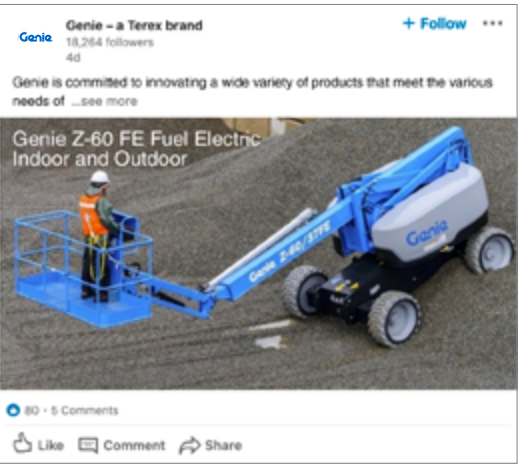 Genie
Genie – a Terex brand
18,264 followers
4d
+ Follow
Genie is committed to innovating a wide variety of products that meet the various
needs of ...see more
Genie Z-60 FE Fuel Electric
Indoor and Outdoor
Genie Z-60/37FE
Genie
80 · 5 Comments
Like Comment Share